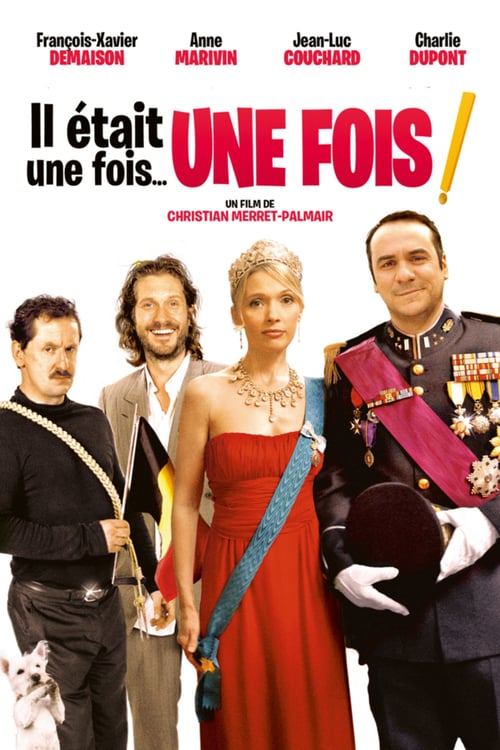 François-Xavier DEMAISON
Anne MARIVIN
Jean-Luc COUCHARD
Charlie DUPONT
Il était une fois... UNE FOIS !
UN FILM DE
CHRISTIAN MERRET-PALMAIR